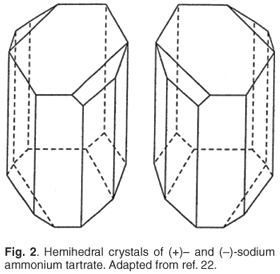 Fig. 2. Hemihedral crystals of (+)– and (–)-sodium
ammonium tartrate. Adapted from ref. 22.